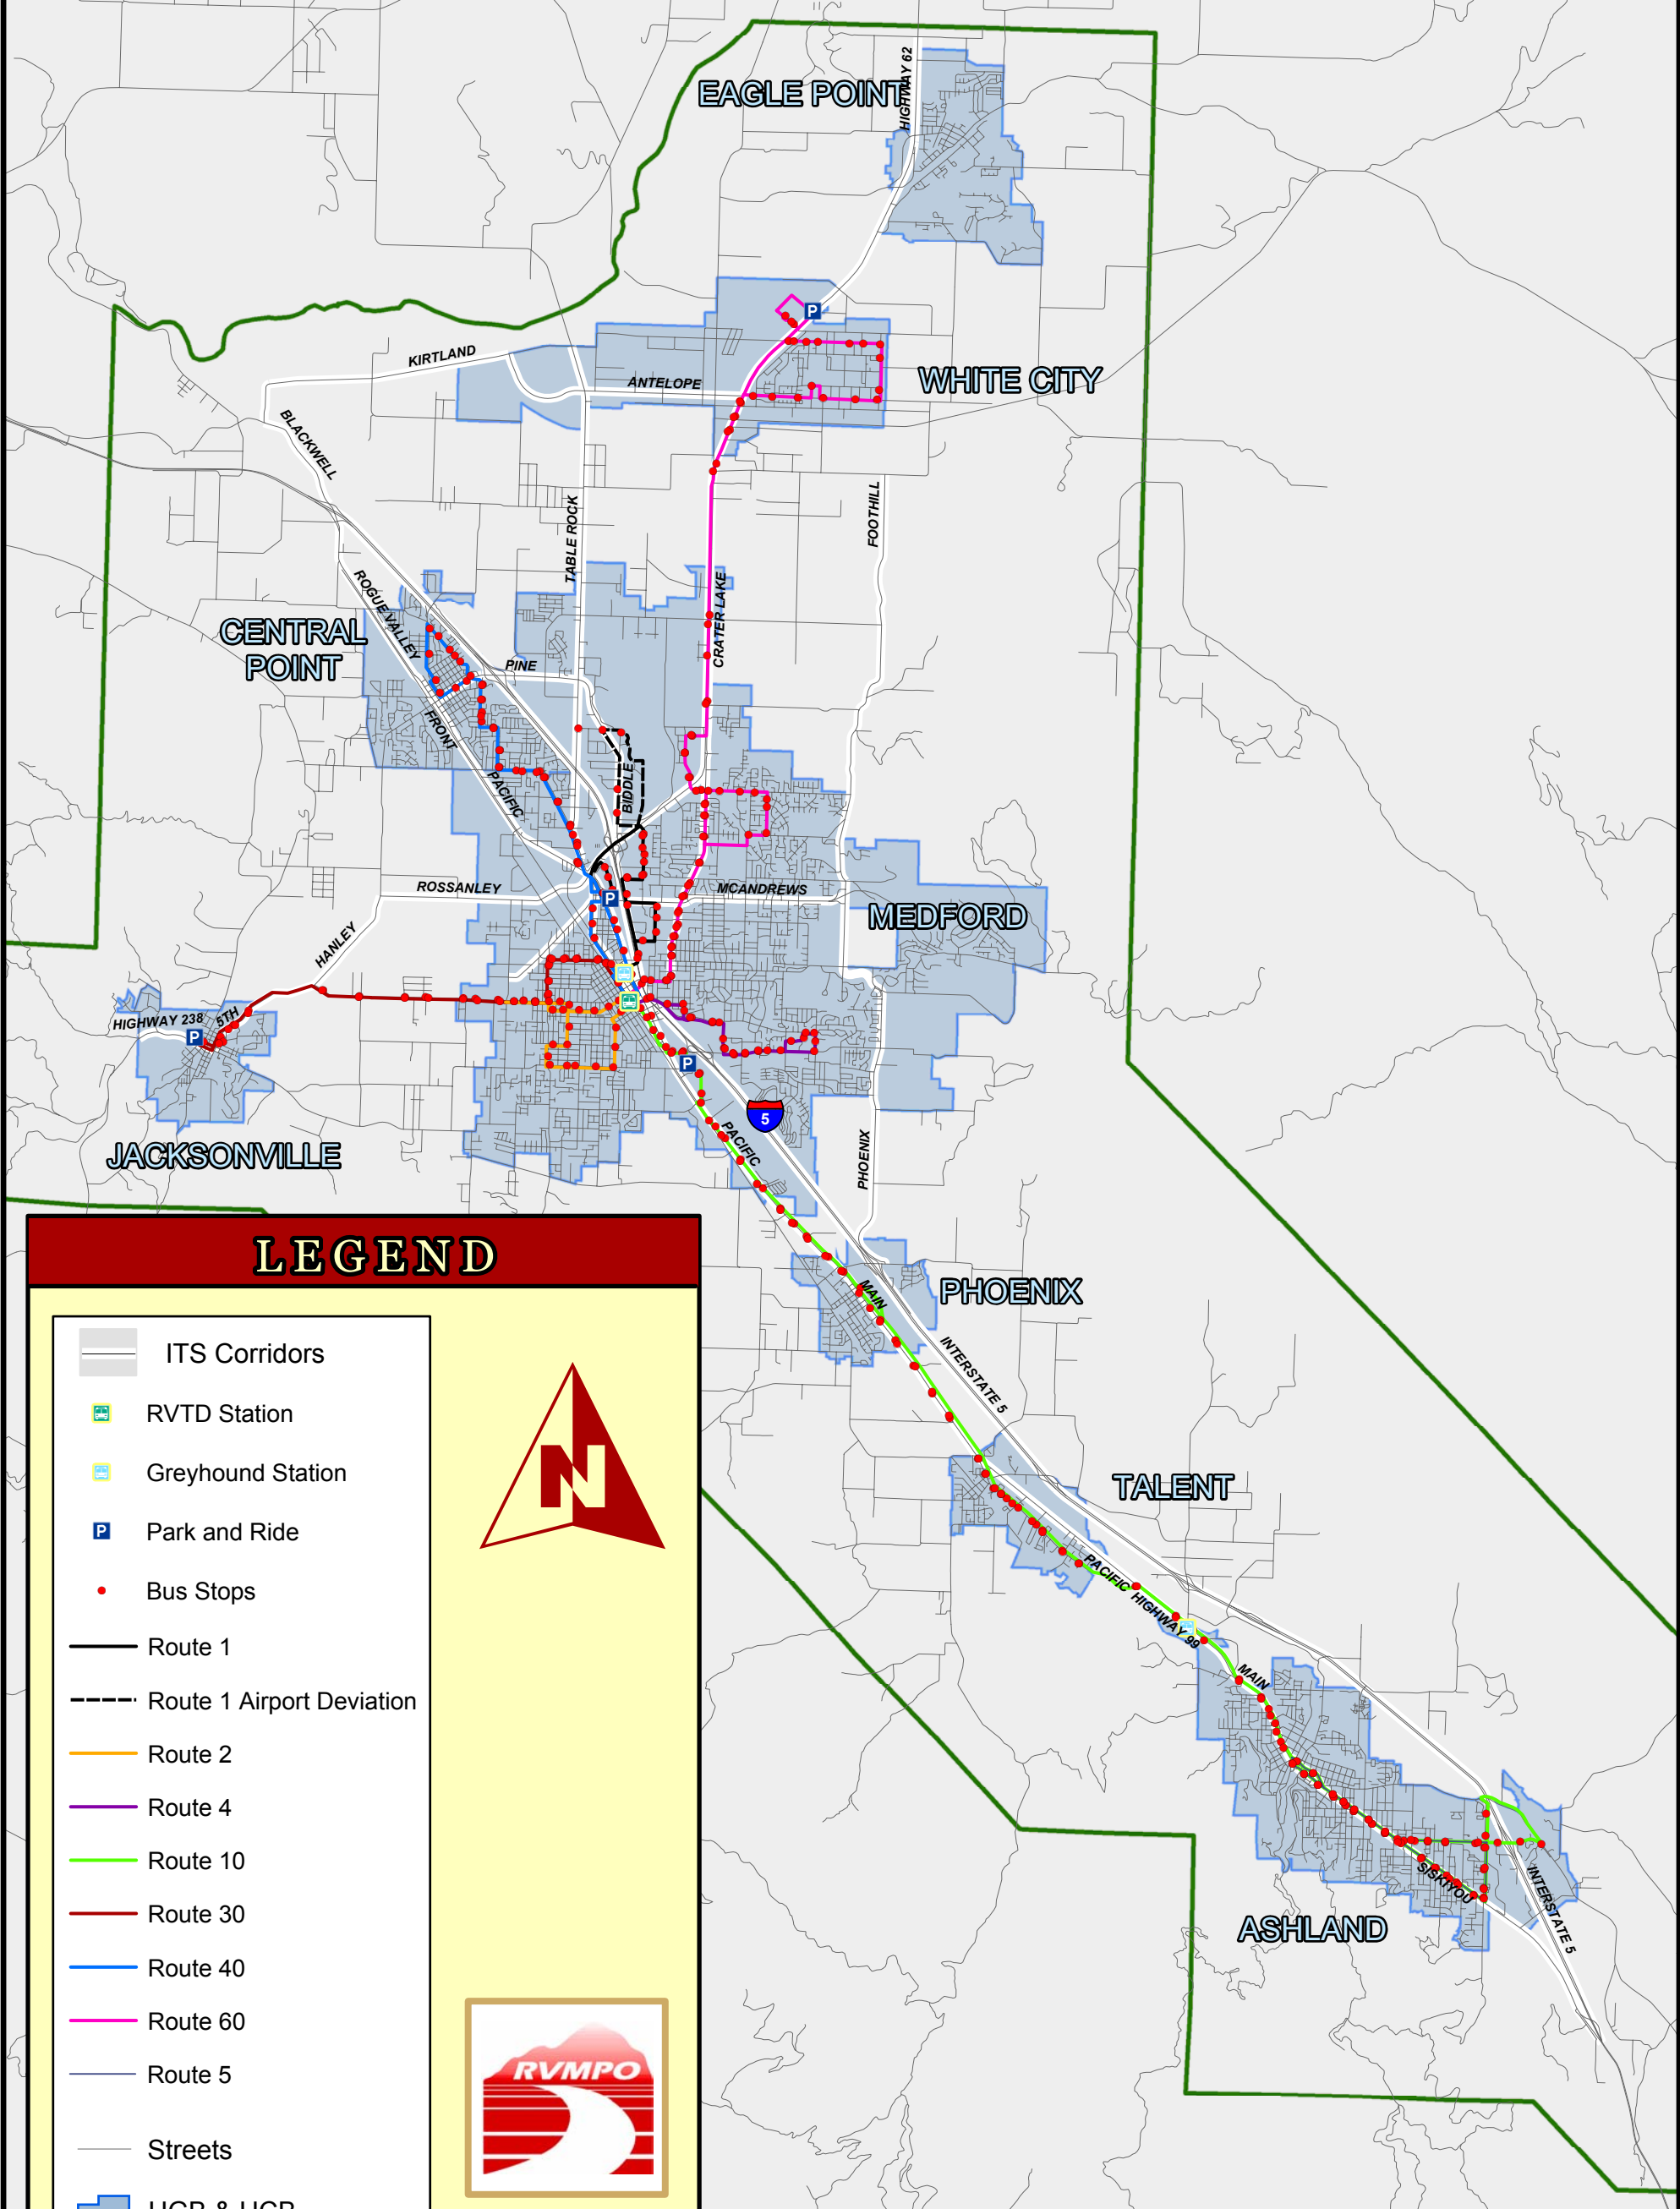 HIGHWAY 62
EAGLE POINT
KIRTLAND
ANTELOPE
WHITE CITY
BLACKWELL
TABLE ROCK
FOOTHILL
CRATER LAKE
ROGUE VALLEY
CENTRAL
POINT
PINE
FRONT
PACIFIC
BIDDLE
ROSSANLEY
MCANDREWS
MEDFORD
HANLEY
HIGHWAY 238
5TH
P
P
P
P
5
JACKSONVILLE
PACIFIC
PHOENIX
MAIN
PHOENIX
INTERSTATE 5
TALENT
PACIFIC HIGHWAY 99
MAIN
SISKIYOU
INTERSTATE 5
ASHLAND
LEGEND
ITS Corridors
RVTD Station
Greyhound Station
P Park and Ride
Bus Stops
Route 1
Route 1 Airport Deviation
Route 2
Route 4
Route 10
Route 30
Route 40
Route 60
Route 5
Streets
UGB & UCB
N
RVMPO